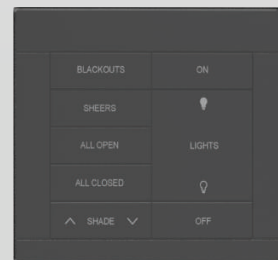 BLACKOUTS
ON
SHEERS
ALL OPEN
LIGHTS
ALL CLOSED
SHADE
OFF